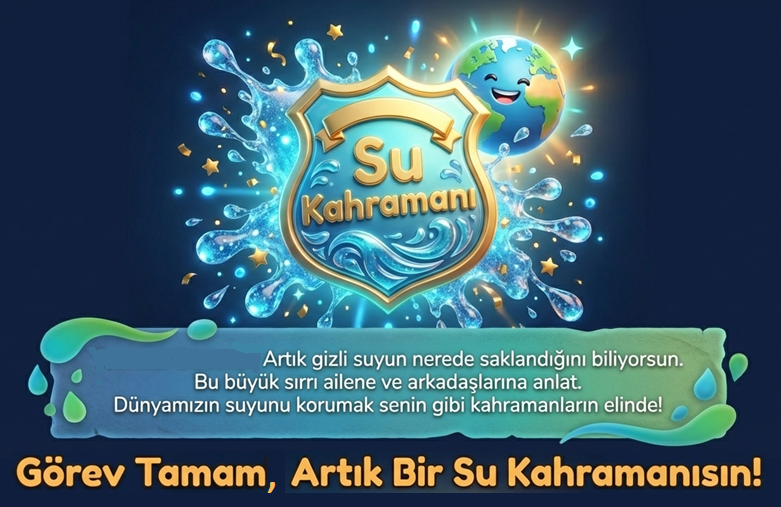 Su
Kahramanı
Artık gizli suyun nerede saklandığını biliyorsun.
Bu büyük sırrı ailene ve arkadaşlarına anlat.
Dünyamızın suyunu korumak senin gibi kahramanların elinde!
Görev Tamam, Artık Bir Su Kahramanısın!